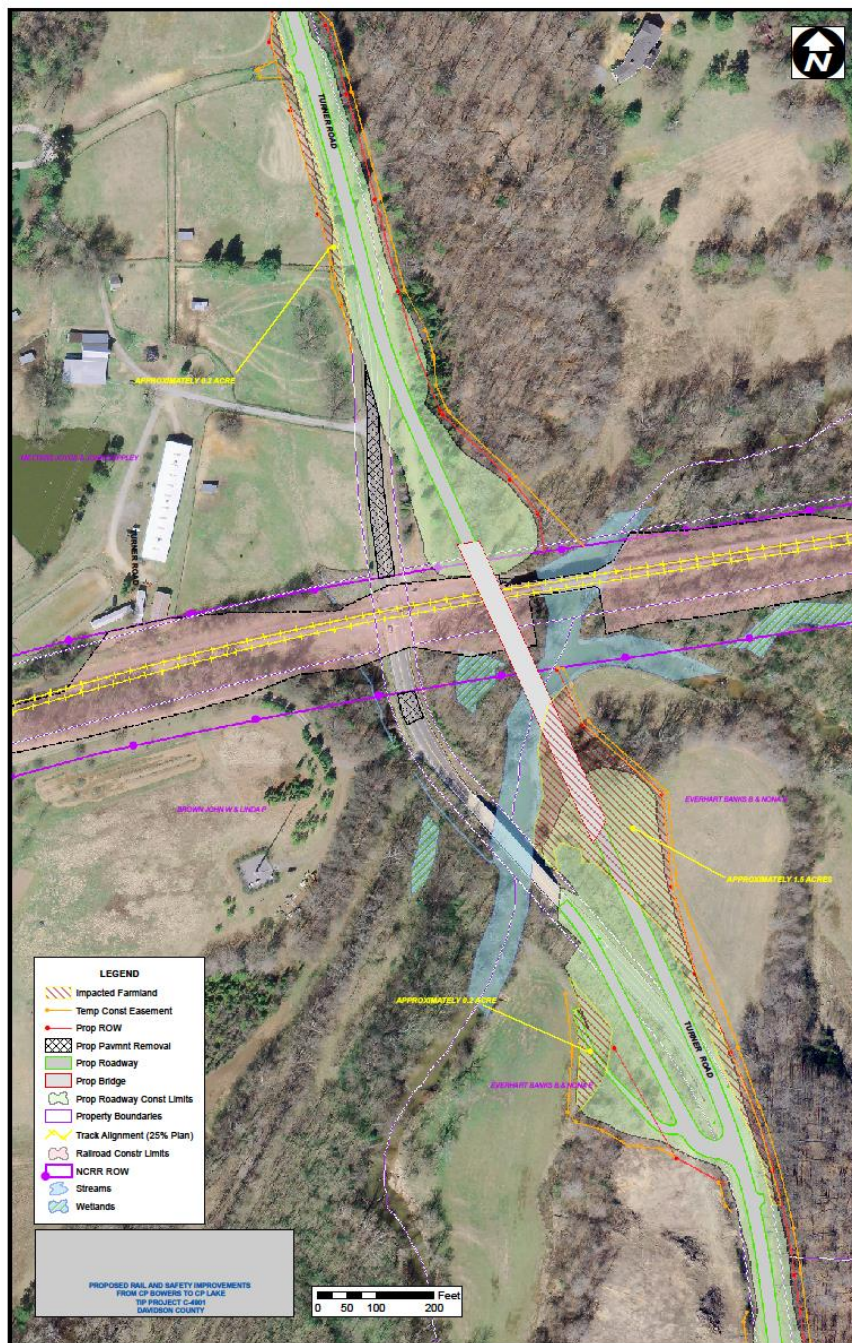 N
TURNER ROAD
APPROXIMATELY 0.2 ACRE
TURNER ROAD
BROWN JOHN W & LINDA P
EVERHART BANKS B & NONA
APPROXIMATELY 1.5 ACRES
APPROXIMATELY 0.2 ACRE
EVERHART BANKS B & NONA E
TURNER ROAD
LEGEND
Impacted Farmland
Temp Const Easement
Prop ROW
Prop Pavmnt Removal
Prop Roadway
Prop Bridge
Prop Roadway Const Limits
Property Boundaries
Track Alignment (25% Plan)
Railroad Constr Limits
NCRR ROW
Streams
Wetlands
PROPOSED RAIL AND SAFETY IMPROVEMENTS
FROM CP BOWERS TO CP LAKE
TIP PROJECT C-4901
DAVIDSON COUNTY
Feet
0 50 100 200